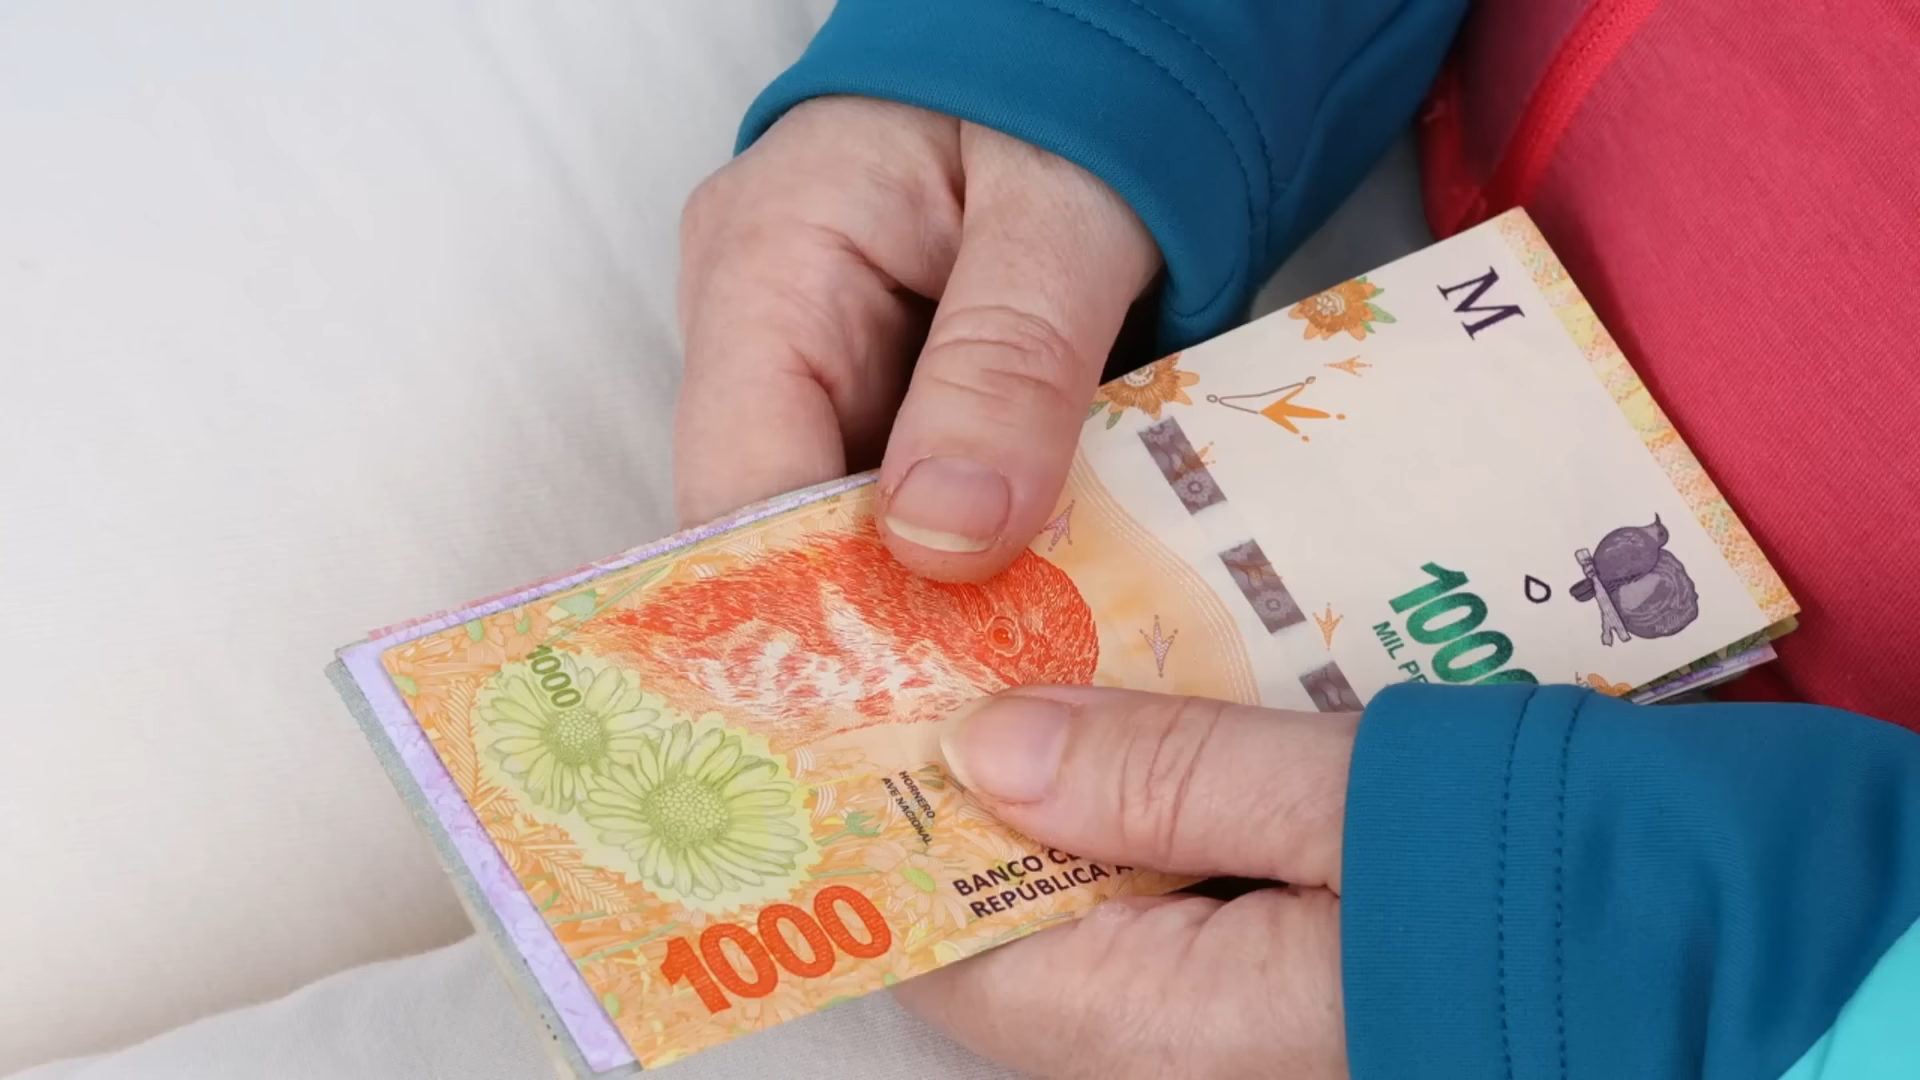 M
1000
MIL
1000
HORNERO
AVE NACIONAL
BANCO
REPÚBLICA
1000